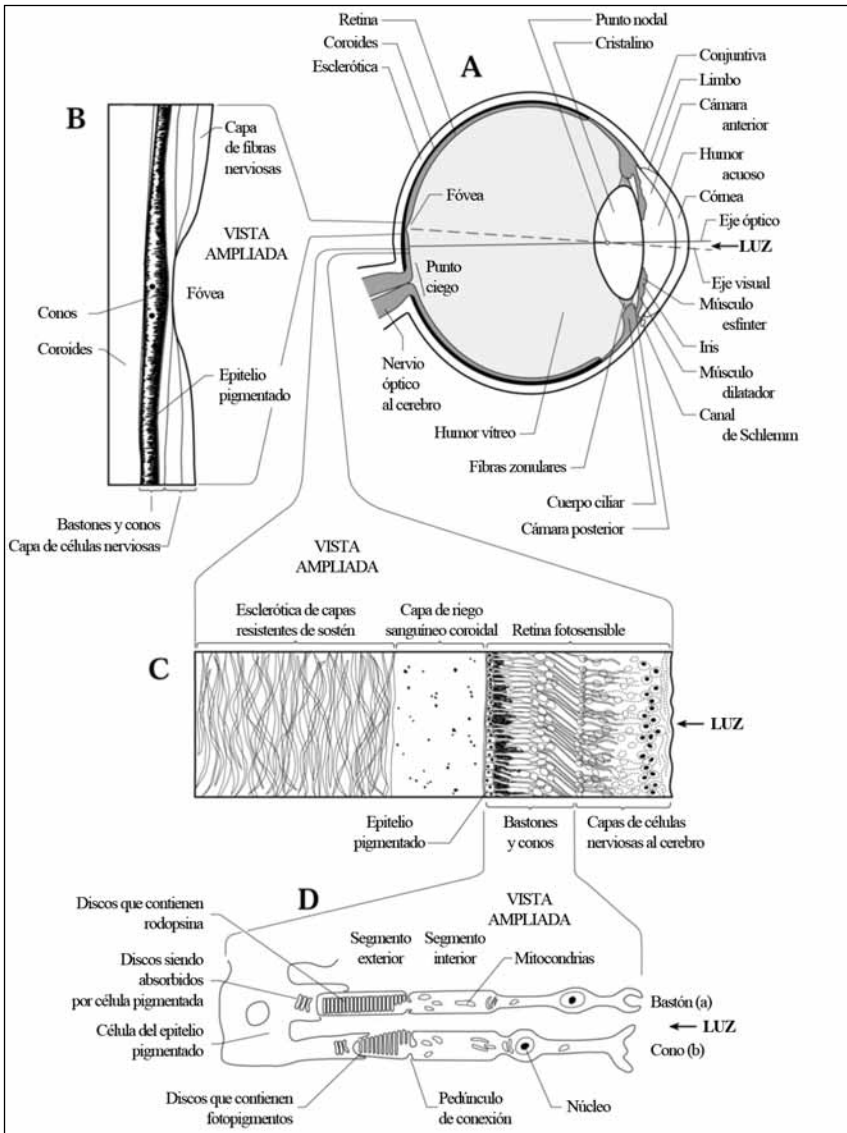 Retina
Coroides
Esclerótica
A
Punto nodal
Cristalino
Conjuntiva
Limbo
Cámara
anterior
Humor
acuoso
Córnea
Eje óptico
LUZ
Eje visual
Músculo
esfinter
Iris
Músculo
dilatador
Canal
de Schlemm
Fóvea
Punto
ciego
Nervio
óptico
al cerebro
Humor vítreo
Fibras zonulares
Cuerpo ciliar
Cámara posterior
B
Capa
de fibras
nerviosas
VISTA
AMPLIADA
Fóvea
Conos
Coroides
Epitelio
pigmentado
Bastones y conos
Capa de células nerviosas
VISTA
AMPLIADA
Esclerótica de capas
resistentes de sostén
Capa de riego
sanguíneo coroidal
Retina fotosensible
C
LUZ
Epitelio
pigmentado
Bastones
y conos
Capas de células
nerviosas al cerebro
D
VISTA
AMPLIADA
Discos que contienen
rodopsina
Segmento
exterior
Segmento
interior
Mitocondrias
Discos siendo
absorbidos
por célula pigmentada
Bastón (a)
LUZ
Célula del epitelio
pigmentado
Cono (b)
Discos que contienen
fotopigmentos
Pedúnculo
de conexión
Núcleo